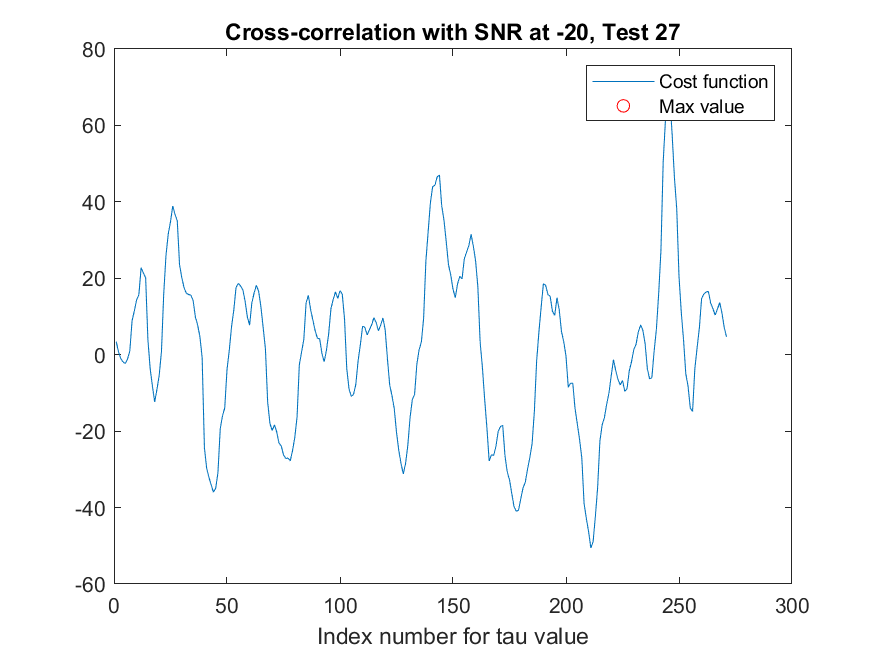 Cross-correlation with SNR at -20, Test 27
80
60
40
20
0
-20
-40
-60
Cost function
Max value
0 50 100 150 200 250 300
Index number for tau value